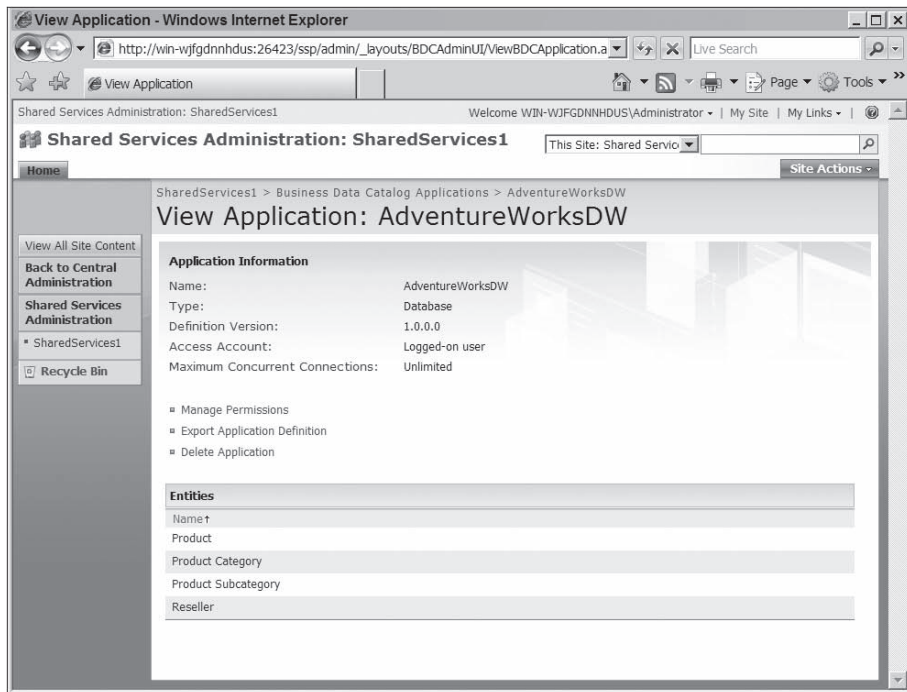 View Application - Windows Internet Explorer
http://win-wjfgdnnhdus:26423/ssp/admin/_layouts/BDCAdminUI/ViewBDCApplication.a
Live Search
View Application
Page
Tools
Shared Services Administration: SharedServices1
Welcome WIN-WJFGDNNHDUS\Administrator | My Site | My Links |
Shared Services Administration: SharedServices1
This Site: Shared Servic
Home
Site Actions
SharedServices1 > Business Data Catalog Applications > AdventureWorksDW
View Application: AdventureWorksDW
View All Site Content
Back to Central
Administration
Shared Services
Administration
SharedServices1
Recycle Bin
Application Information
Name: AdventureWorksDW
Type: Database
Definition Version: 1.0.0.0
Access Account: Logged-on user
Maximum Concurrent Connections: Unlimited
Manage Permissions
Export Application Definition
Delete Application
Entities
Name↑
Product
Product Category
Product Subcategory
Reseller